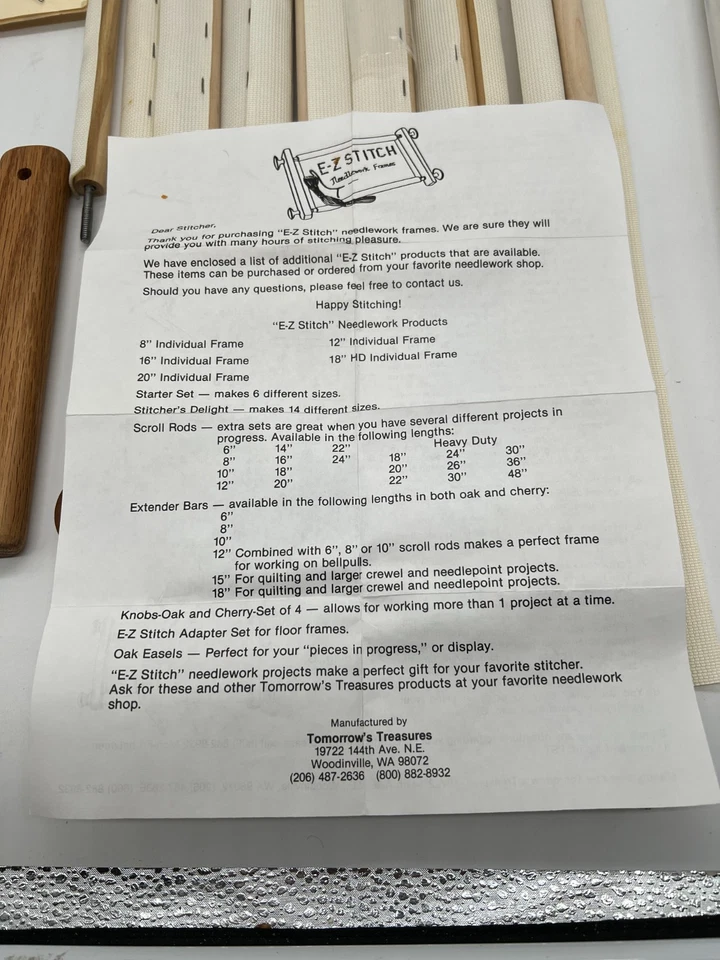 E-Z STITCH
Needlework Frames
Dear Stitcher,
Thank you for purchasing "E-Z Stitch" needlework frames. We are sure they will
provide you with many hours of stitching pleasure.
We have enclosed a list of additional "E-Z Stitch" products that are available.
These items can be purchased or ordered from your favorite needlework shop.
Should you have any questions, please feel free to contact us.
Happy Stitching!
"E-Z Stitch" Needlework Products
8" Individual Frame 12" Individual Frame
16" Individual Frame 18" HD Individual Frame
20" Individual Frame
Starter Set — makes 6 different sizes.
Stitcher's Delight — makes 14 different sizes.
Scroll Rods — extra sets are great when you have several different projects in
progress. Available in the following lengths:
Heavy Duty
6" 14" 22" 18" 24" 30"
8" 16" 24" 20" 26" 36"
10" 18" 22" 30" 48"
12" 20"
Extender Bars — available in the following lengths in both oak and cherry:
6"
8"
10"
12" Combined with 6", 8" or 10" scroll rods makes a perfect frame
for working on bellpulls.
15" For quilting and larger crewel and needlepoint projects.
18" For quilting and larger crewel and needlepoint projects.
Knobs-Oak and Cherry-Set of 4 — allows for working more than 1 project at a time.
E-Z Stitch Adapter Set for floor frames.
Oak Easels — Perfect for your "pieces in progress," or display.
"E-Z Stitch" needlework projects make a perfect gift for your favorite stitcher.
Ask for these and other Tomorrow's Treasures products at your favorite needlework
shop.
Manufactured by
Tomorrow's Treasures
19722 144th Ave. N.E.
Woodinville, WA 98072
(206) 487-2636 (800) 882-8932